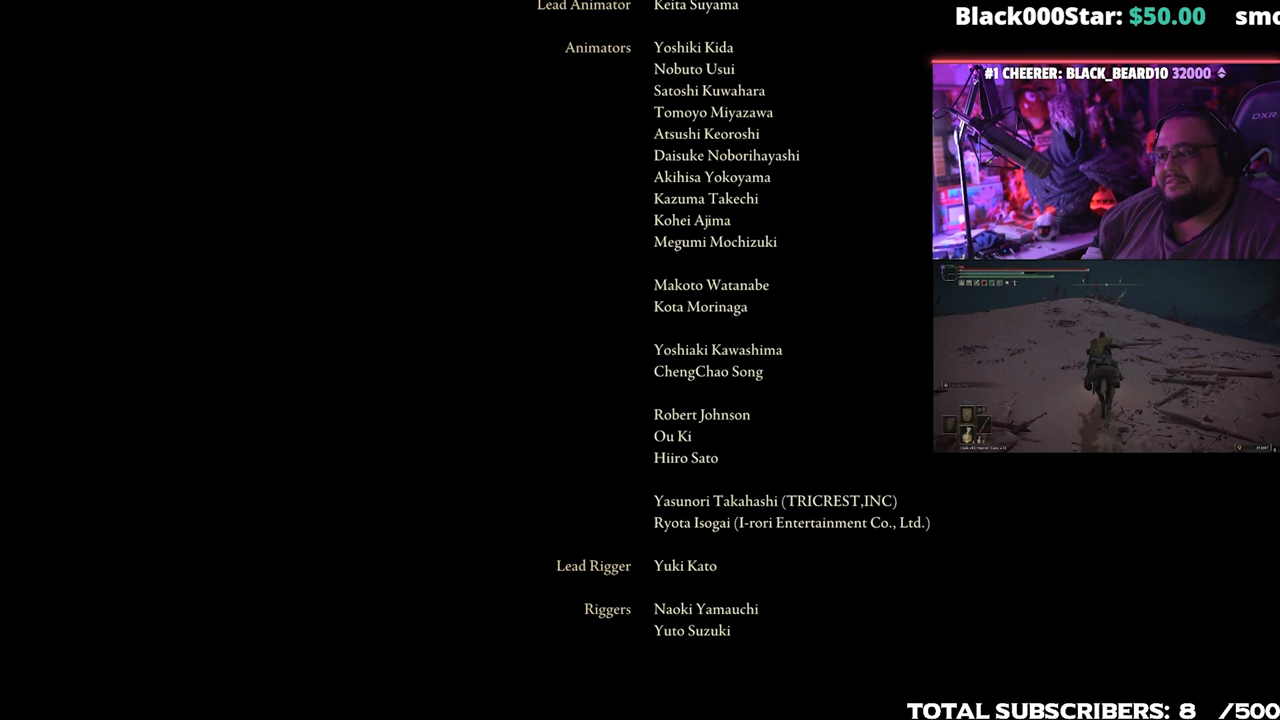 Lead Animator Keita Suyama
Black000Star: $50.00 smo
Animators Yoshiki Kida
Nobuto Usui
#1 CHEERER: BLACK_BEARD10 32000
Satoshi Kuwahara
Tomoyo Miyazawa
DXR
Atsushi Keoroshi
Daisuke Noborihayashi
Akihisa Yokoyama
Kazuma Takechi
Kohei Ajima
Megumi Mochizuki
Makoto Watanabe
Kota Morinaga
Yoshiaki Kawashima
ChengChao Song
Robert Johnson
Ou Ki
Hiiro Sato
Yasunori Takahashi (TRICREST,INC)
Ryota Isogai (I-rori Entertainment Co., Ltd.)
Lead Rigger Yuki Kato
Riggers Naoki Yamauchi
Yuto Suzuki
TOTAL SUBSCRIBERS: 8 /500